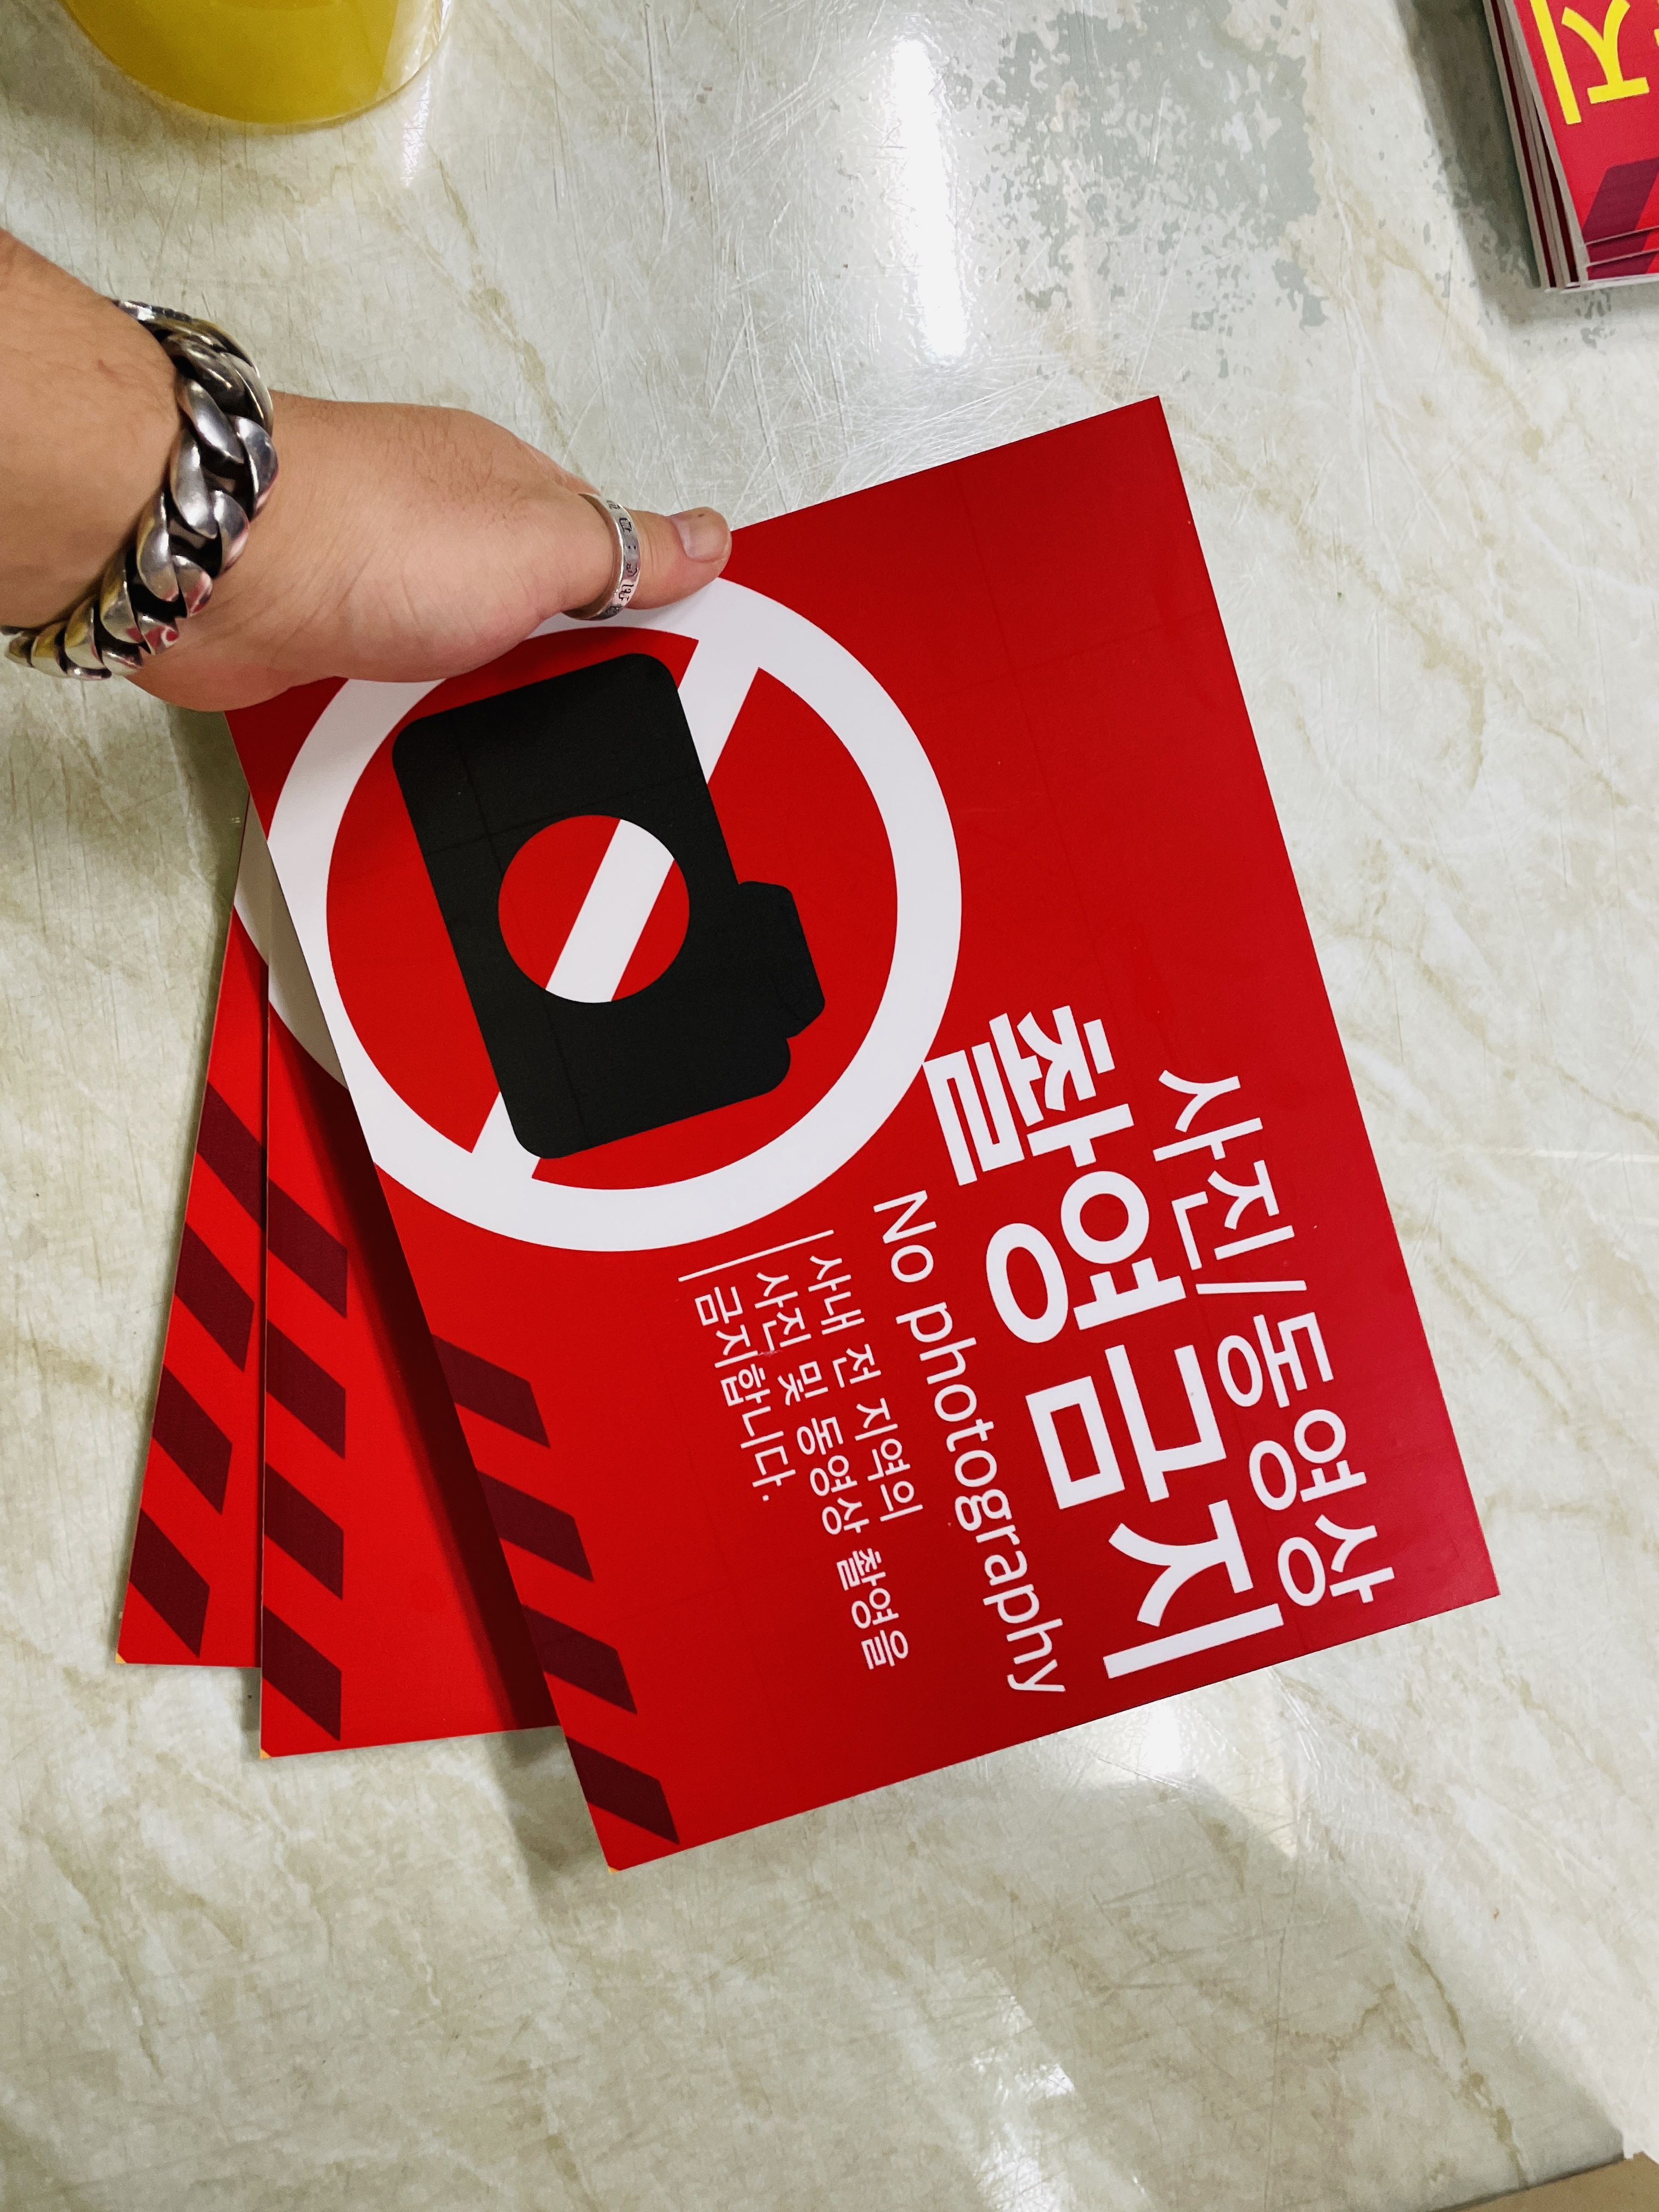 사진/동영상
촬영금지
No photography
사내 전 지역의
사진 및 동영상 촬영을
금지합니다.